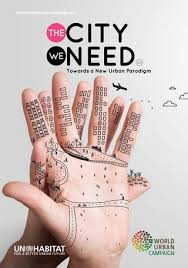 THE CITY
WE NEED
Towards a New Urban Paradigm
UN HABITAT
FOR A BETTER URBAN FUTURE
WORLD
URBAN
CAMPAIGN